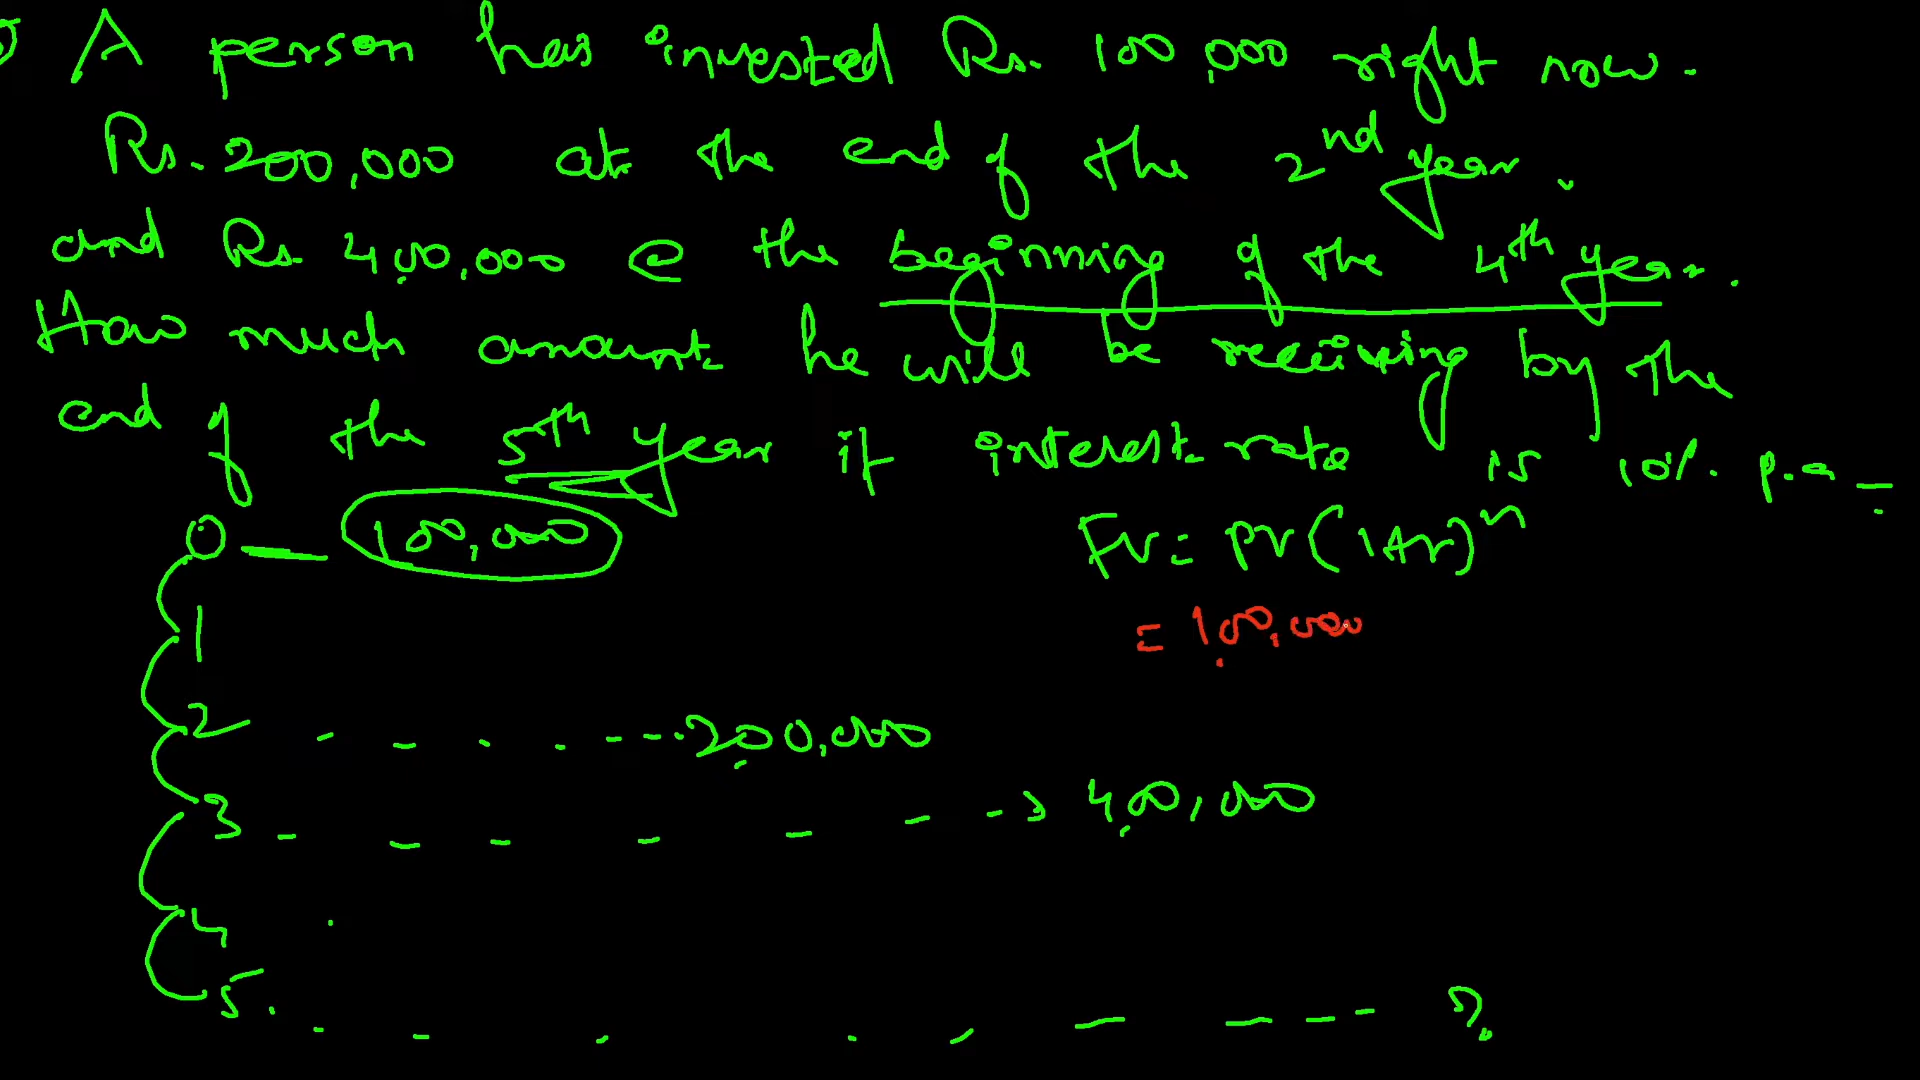 A person has invested Rs. 100,000 right now.
Rs. 200,000 at the end of the 2nd year.
and Rs. 400,000 @ the beginning of the 4th year.
How much amount he will be receiving by the
end of the 5th year if interest rate is 10% p.a
0 — 100,000
FV = PV(1+r)^n
= 100,000
1
2 - - - - - - - 200,000
3 - - - - - - -> 400,000
4
5. - - - - - - - - - ?